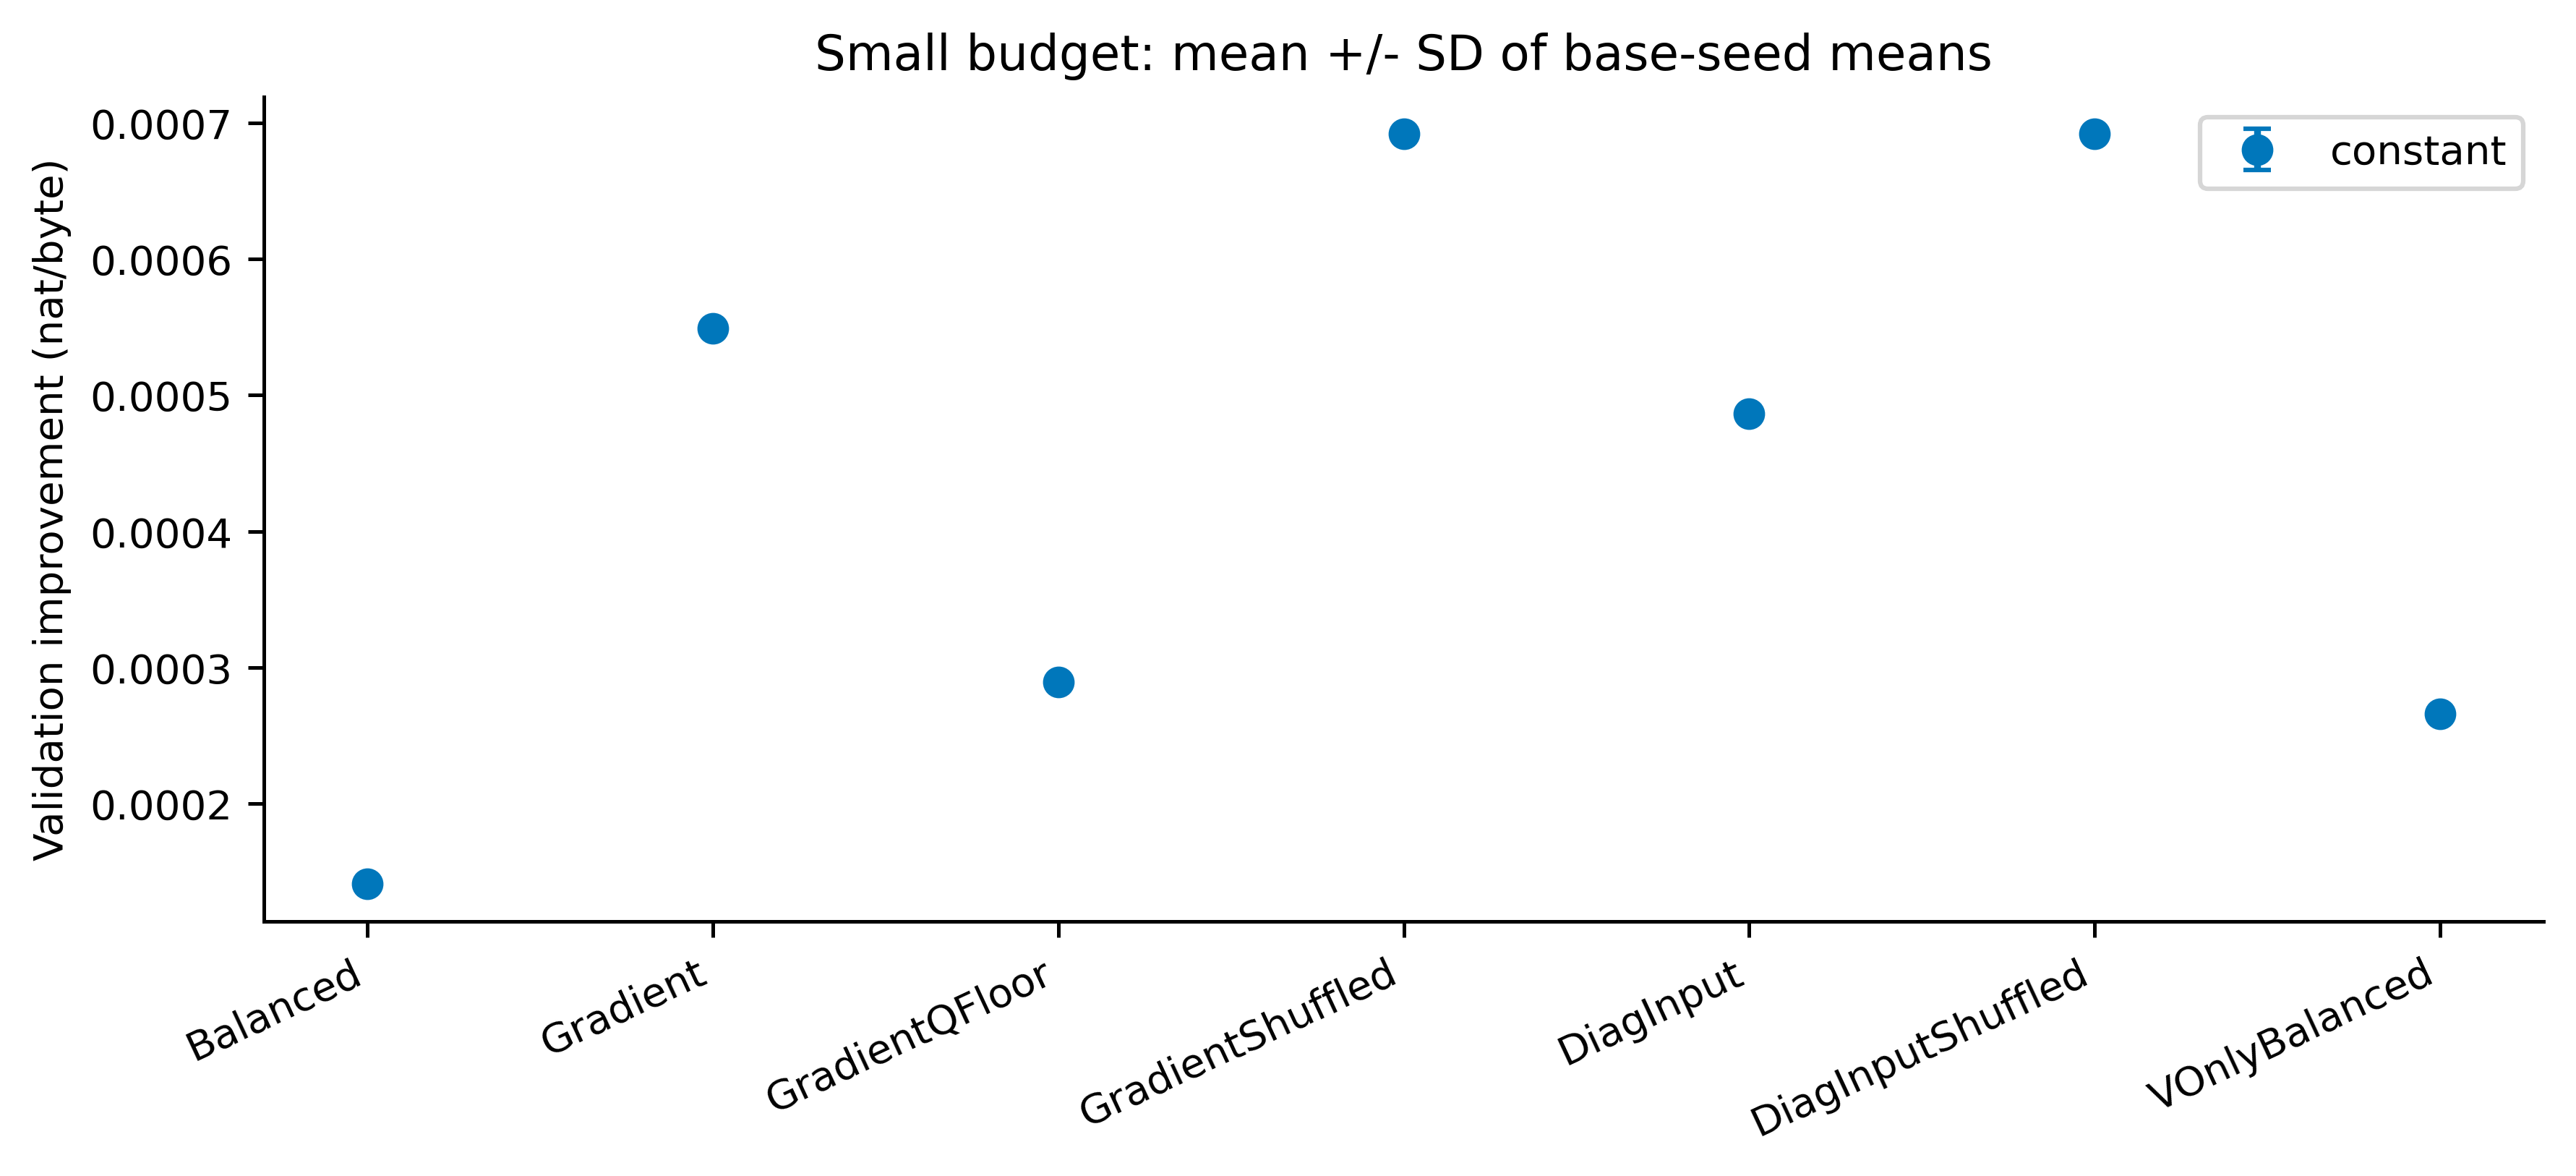 Small budget: mean +/- SD of base-seed means
Validation improvement (nat/byte)
0.0007
0.0006
0.0005
0.0004
0.0003
0.0002
constant
Balanced
Gradient
GradientQFloor
GradientShuffled
DiagInput
DiagInputShuffled
VOnlyBalanced